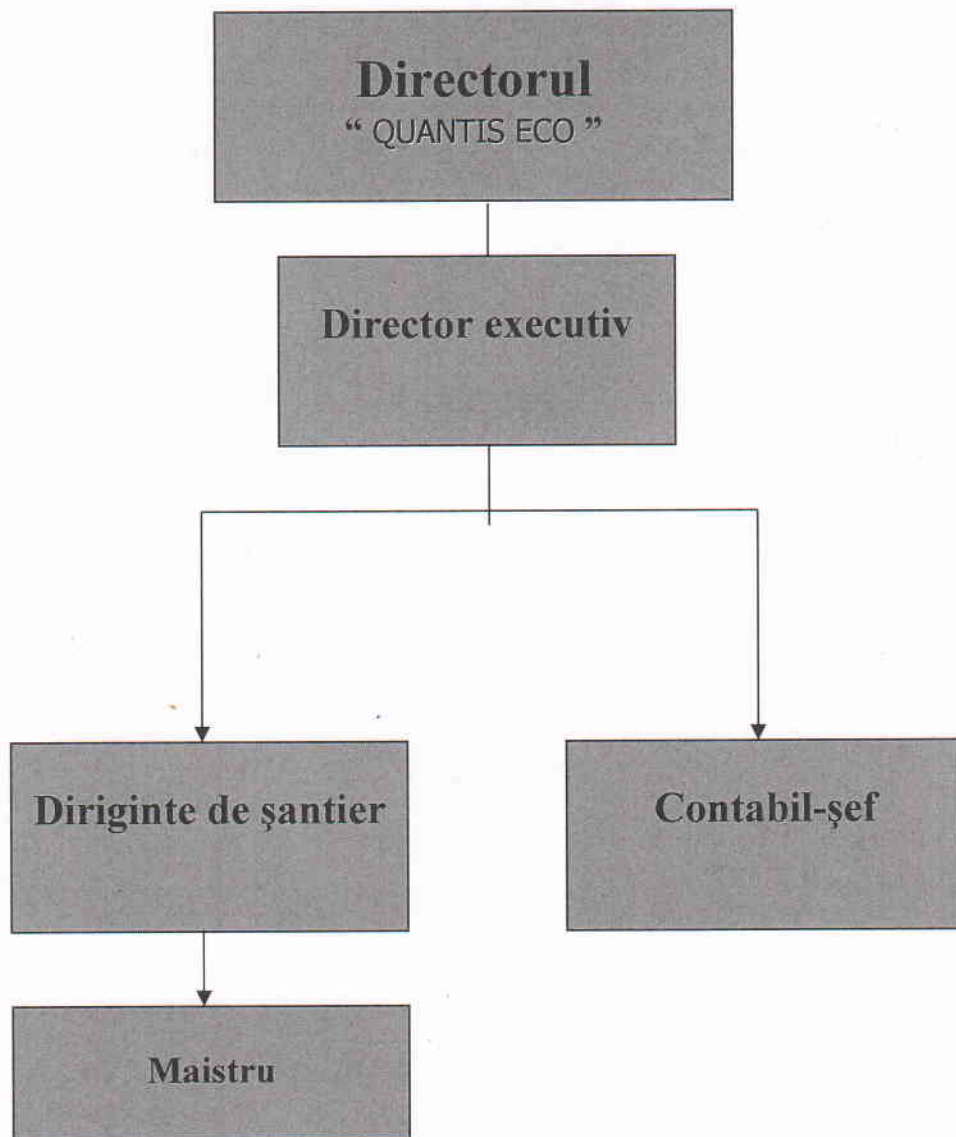 Directorul
“ QUANTIS ECO ”
Director executiv
Diriginte de şantier
Contabil-şef
Maistru